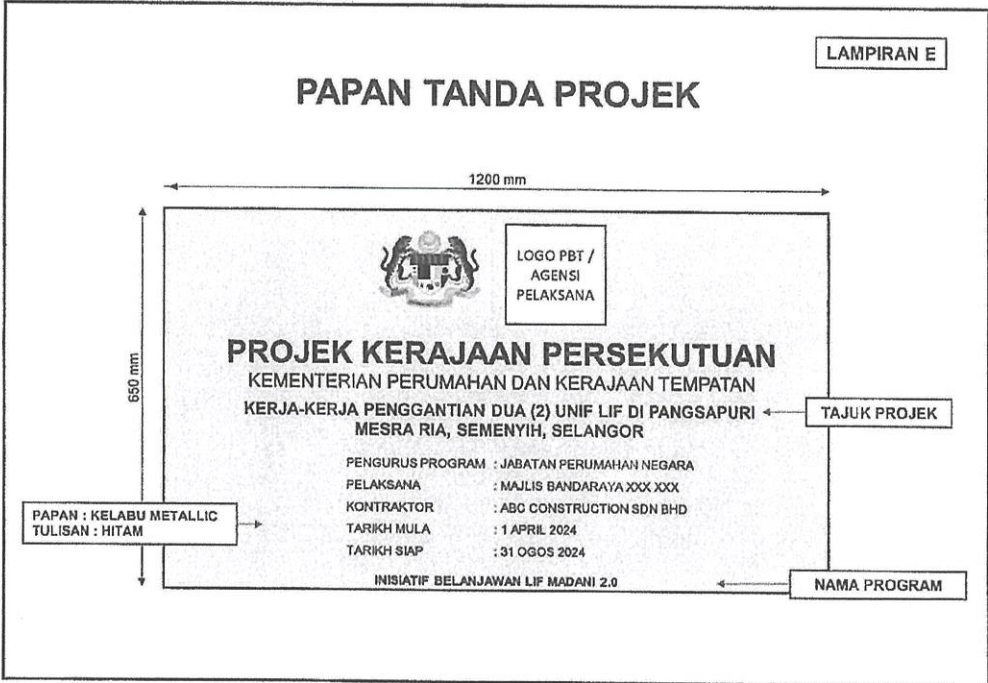 LAMPIRAN E
PAPAN TANDA PROJEK
1200 mm
650 mm
LOGO PBT /
AGENSI
PELAKSANA
PROJEK KERAJAAN PERSEKUTUAN
KEMENTERIAN PERUMAHAN DAN KERAJAAN TEMPATAN
KERJA-KERJA PENGGANTIAN DUA (2) UNIF LIF DI PANGSAPURI
MESRA RIA, SEMENYIH, SELANGOR
TAJUK PROJEK
PENGURUS PROGRAM : JABATAN PERUMAHAN NEGARA
PELAKSANA : MAJLIS BANDARAYA XXX XXX
KONTRAKTOR : ABC CONSTRUCTION SDN BHD
TARIKH MULA : 1 APRIL 2024
TARIKH SIAP : 31 OGOS 2024
PAPAN : KELABU METALLIC
TULISAN : HITAM
INISIATIF BELANJAWAN LIF MADANI 2.0
NAMA PROGRAM